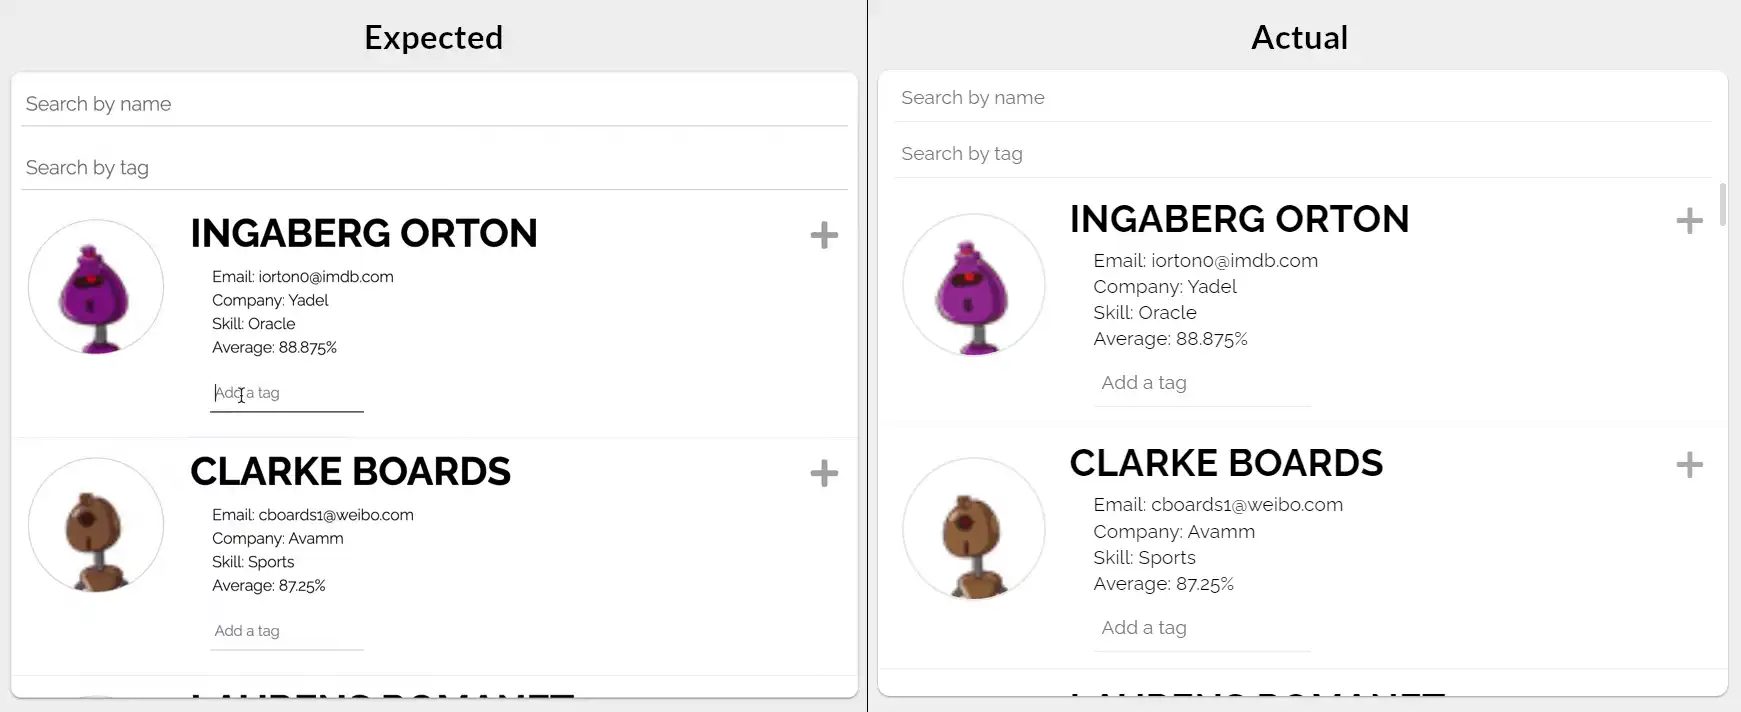 Expected
Search by name
Search by tag
INGABERG ORTON
Email: iorton0@imdb.com
Company: Yadel
Skill: Oracle
Average: 88.875%
Add a tag
CLARKE BOARDS
Email: cboards1@weibo.com
Company: Avamm
Skill: Sports
Average: 87.25%
Add a tag
Actual
Search by name
Search by tag
INGABERG ORTON
Email: iorton0@imdb.com
Company: Yadel
Skill: Oracle
Average: 88.875%
Add a tag
CLARKE BOARDS
Email: cboards1@weibo.com
Company: Avamm
Skill: Sports
Average: 87.25%
Add a tag